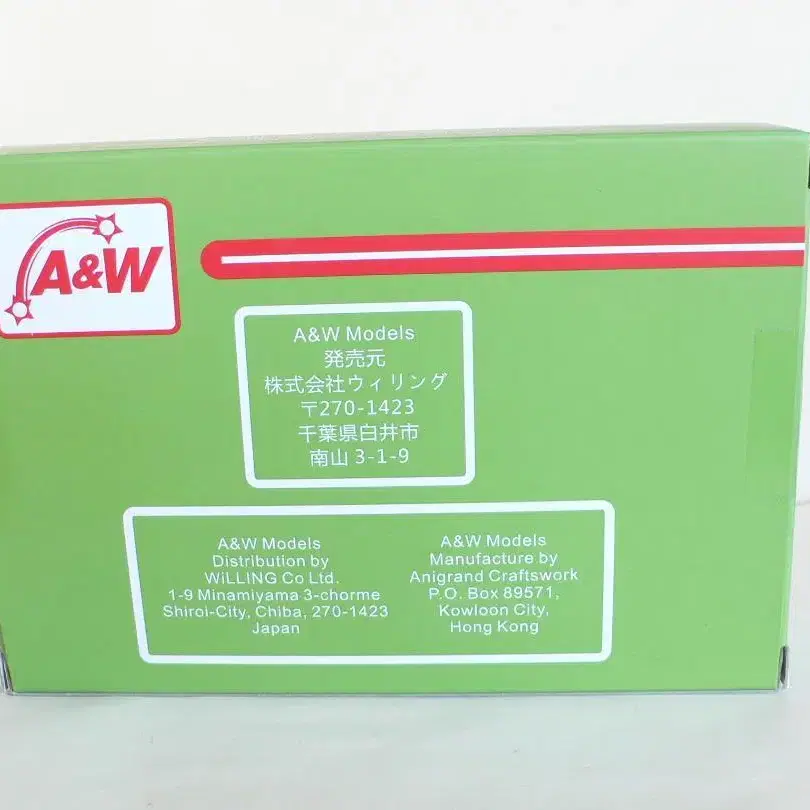 A&W
A&W Models
発売元
株式会社ウィリング
〒270-1423
千葉県白井市
南山 3-1-9
A&W Models
Distribution by
WiLLING Co Ltd.
1-9 Minamiyama 3-chorme
Shiroi-City, Chiba, 270-1423
Japan
A&W Models
Manufacture by
Anigrand Craftswork
P.O. Box 89571,
Kowloon City,
Hong Kong